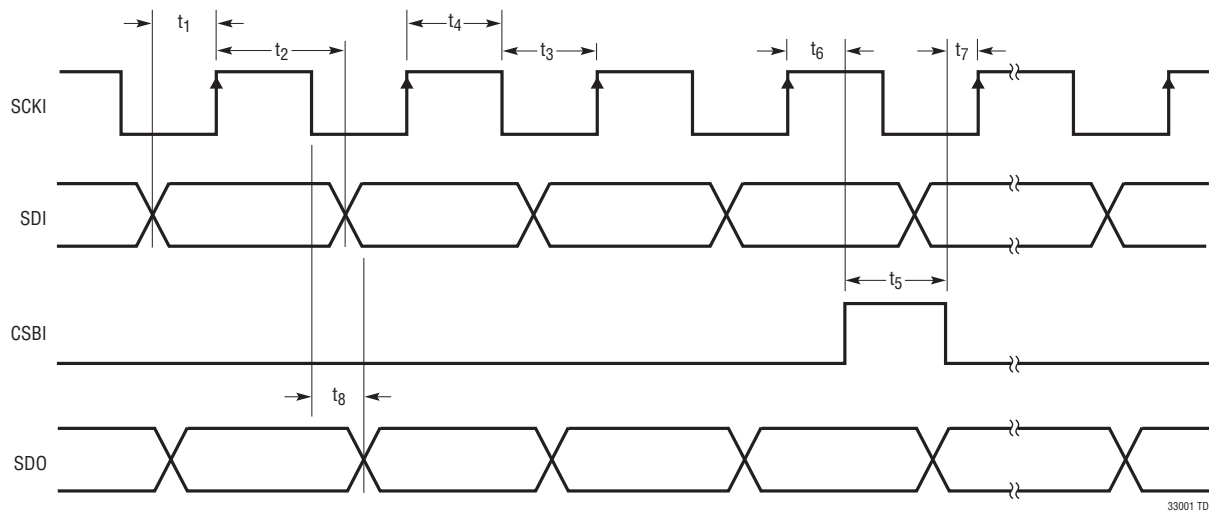 t₁
t₂
t₄
t₃
t₆
t₇
SCKI
SDI
t₅
CSBI
t₈
SDO
33001 TD